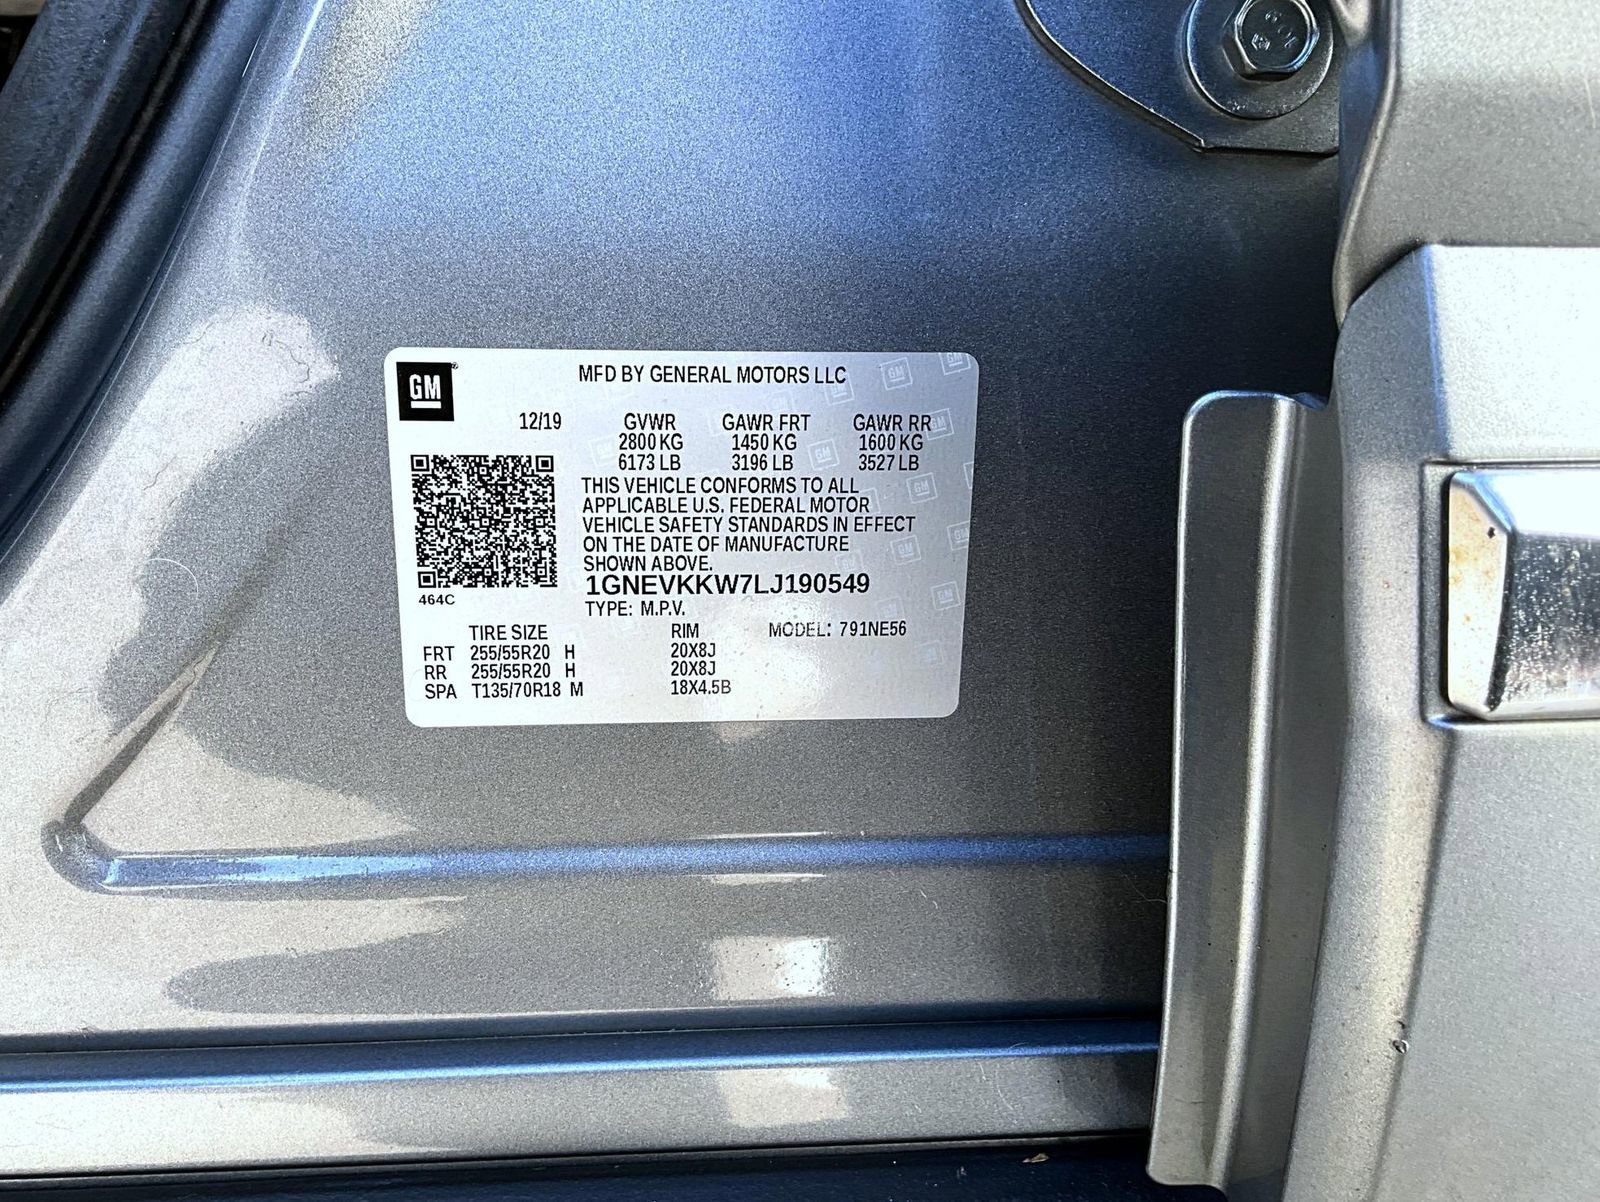 GM
MFD BY GENERAL MOTORS LLC
12/19 GVWR GAWR FRT GAWR RR
2800 KG 1450 KG 1600 KG
6173 LB 3196 LB 3527 LB
THIS VEHICLE CONFORMS TO ALL
APPLICABLE U.S. FEDERAL MOTOR
VEHICLE SAFETY STANDARDS IN EFFECT
ON THE DATE OF MANUFACTURE
SHOWN ABOVE.
1GNEVKKW7LJ190549
464C
TYPE: M.P.V.
TIRE SIZE RIM MODEL: 791NE56
FRT 255/55R20 H 20X8J
RR 255/55R20 H 20X8J
SPA T135/70R18 M 18X4.5B